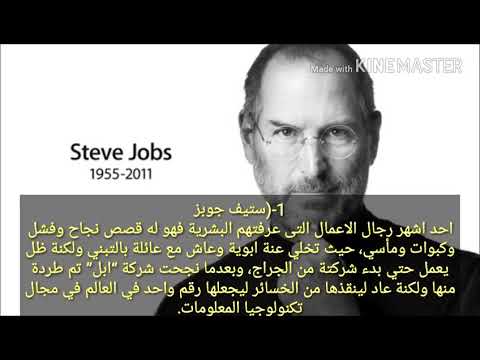 Made with KINEMASTER
Steve Jobs
1955-2011
1-(ستيف جوبز
احد اشهر رجال الاعمال التى عرفتهم البشرية فهو له قصص نجاح وفشل
وكبوات ومأسي، حيث تخلي عنة ابوية وعاش مع عائلة بالتبني ولكنة ظل
يعمل حتي بدء شركتة من الجراج، وبعدما نجحت شركة “ابل” تم طردة
منها ولكنة عاد لينقذها من الخسائر ليجعلها رقم واحد في العالم في مجال
تكنولوجيا المعلومات.